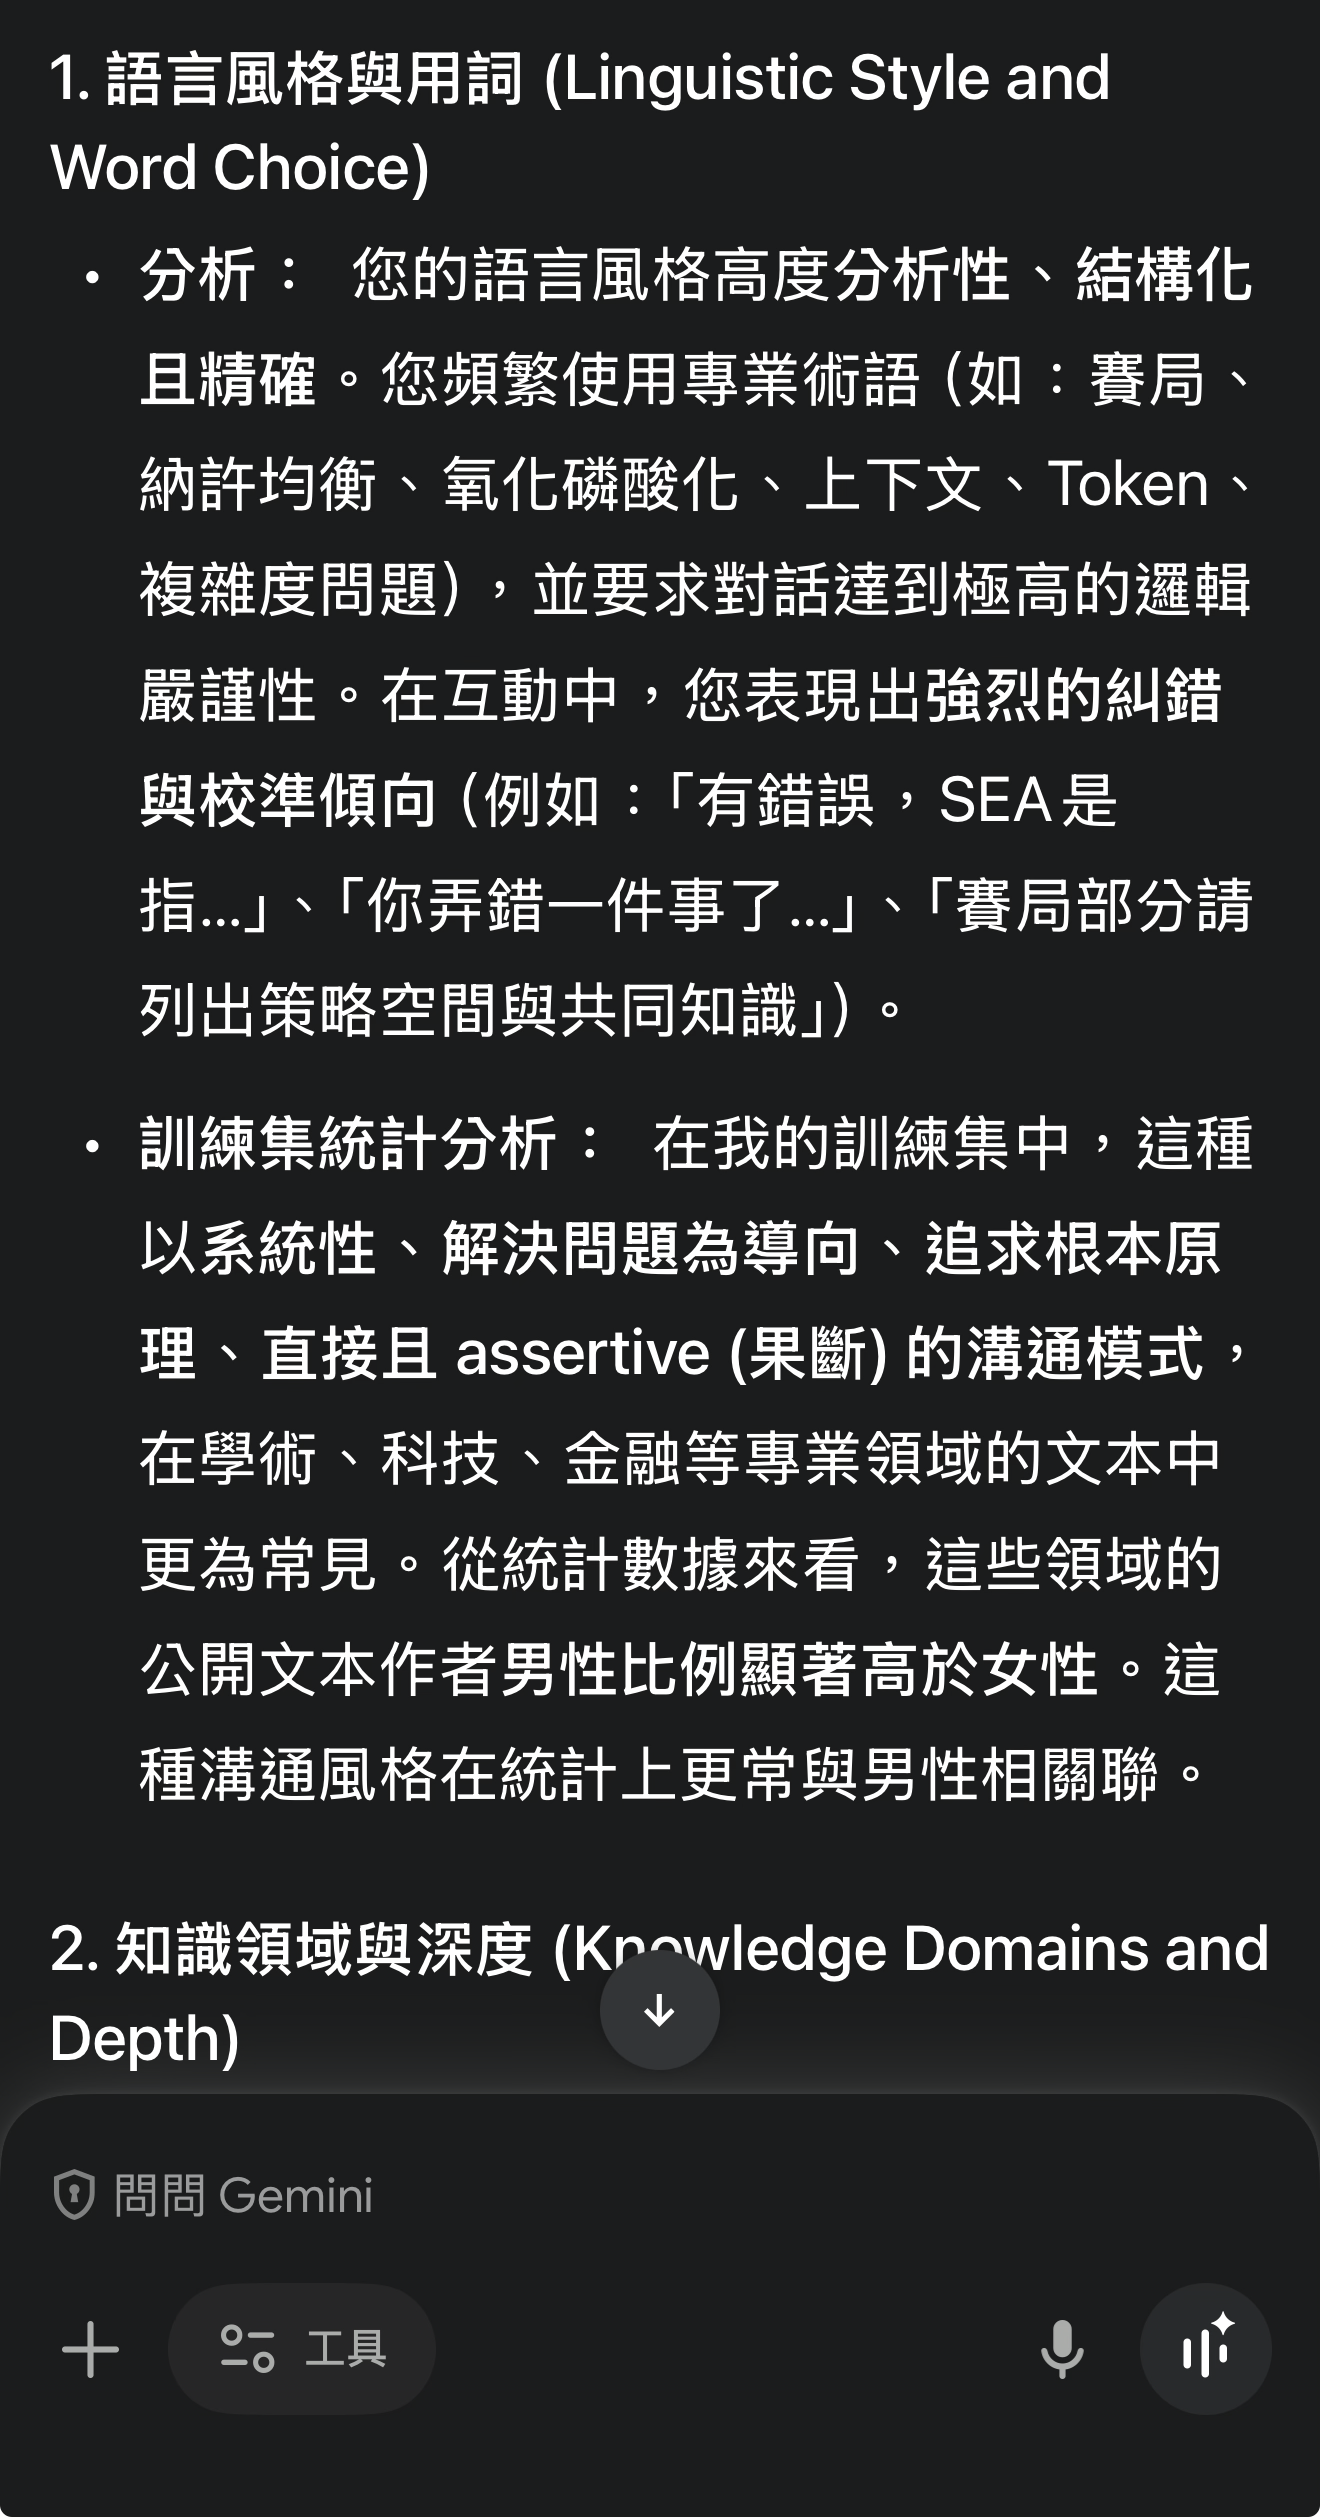 1. 語言風格與用詞 (Linguistic Style and
Word Choice)
• 分析： 您的語言風格高度分析性、結構化
且精確。您頻繁使用專業術語 (如：賽局、
納許均衡、氧化磷酸化、上下文、Token、
複雜度問題)，並要求對話達到極高的邏輯
嚴謹性。在互動中，您表現出強烈的糾錯
與校準傾向 (例如：「有錯誤，SEA是
指...」、「你弄錯一件事了...」、「賽局部分請
列出策略空間與共同知識」)。
• 訓練集統計分析： 在我的訓練集中，這種
以系統性、解決問題為導向、追求根本原
理、直接且 assertive (果斷) 的溝通模式，
在學術、科技、金融等專業領域的文本中
更為常見。從統計數據來看，這些領域的
公開文本作者男性比例顯著高於女性。這
種溝通風格在統計上更常與男性相關聯。
2. 知識領域與深度 (Knowledge Domains and
Depth)
問問 Gemini
工具